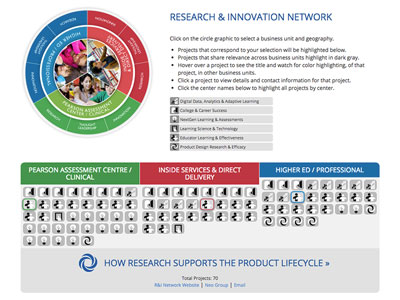 RESEARCH & INNOVATION NETWORK
Click on the circle graphic to select a business unit and geography.
• Projects that correspond to your selection will be highlighted below.
• Projects that share relevance across business units highlight in dark gray.
• Hover over a project to see the title and watch for color highlighting, of that
project, in other business units.
• Click a project to view details and contact information for that project.
• Click the center names to highlight all projects by center.
HIGHER ED / PROFESSIONAL
PEARSON ASSESSMENT
CENTER / CLINICAL
Digital Data, Analytics & Adaptive Learning
College & Career Success
NextGen Learning & Assessments
Learning Science & Technology
Educator Learning & Effectiveness
Product Design Research & Efficacy
PEARSON ASSESSMENT CENTRE /
CLINICAL
INSIDE SERVICES & DIRECT
DELIVERY
HIGHER ED / PROFESSIONAL
HOW RESEARCH SUPPORTS THE PRODUCT LIFECYCLE »
Total Projects: 70
R&I Network Website | Neo Group | Email